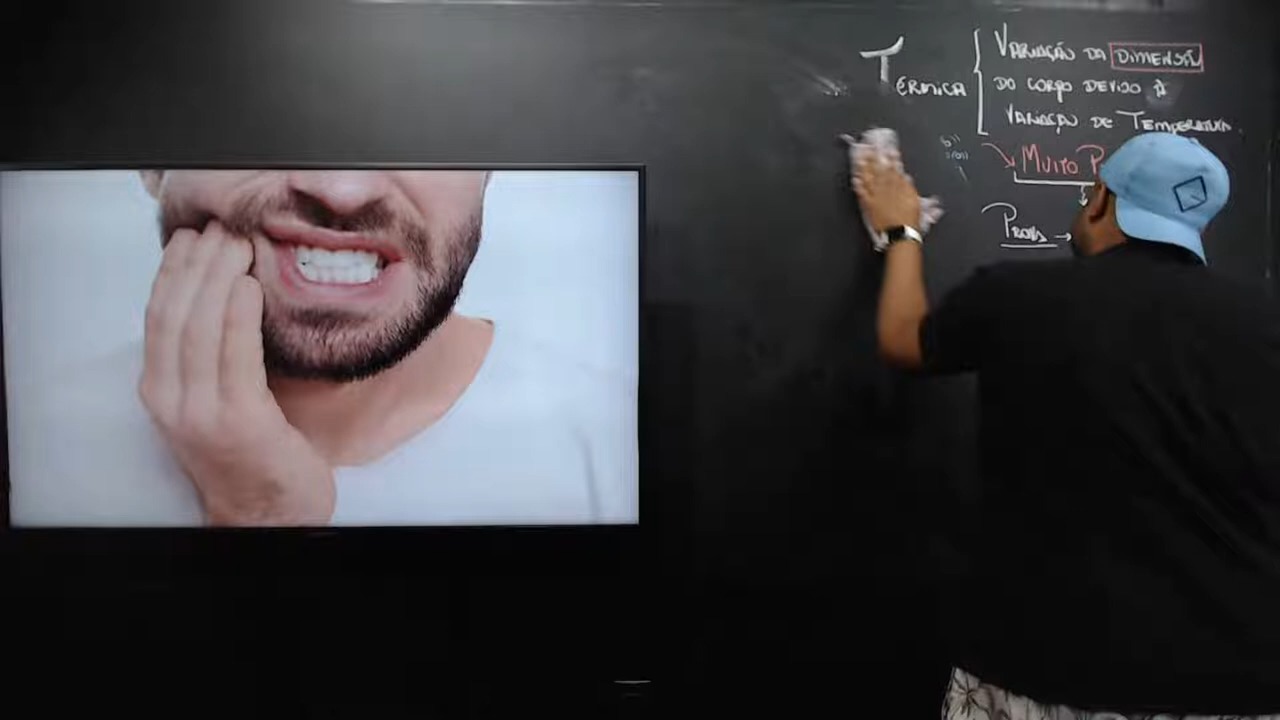 Térmica
Variação da dimensão
do corpo devido à
variação de Temperatura.
Muito
Prova →